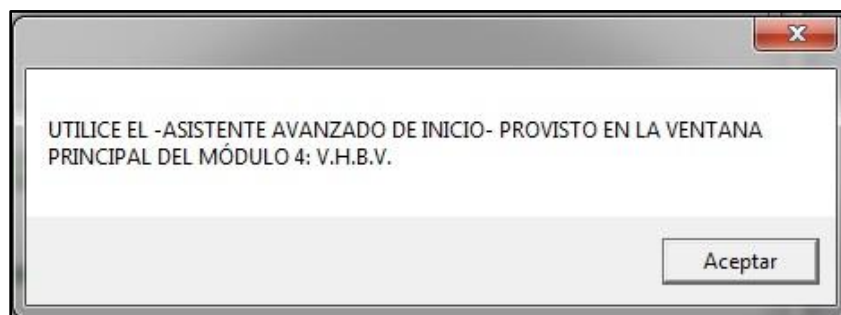 UTILICE EL -ASISTENTE AVANZADO DE INICIO- PROVISTO EN LA VENTANA
PRINCIPAL DEL MÓDULO 4: V.H.B.V.
Aceptar